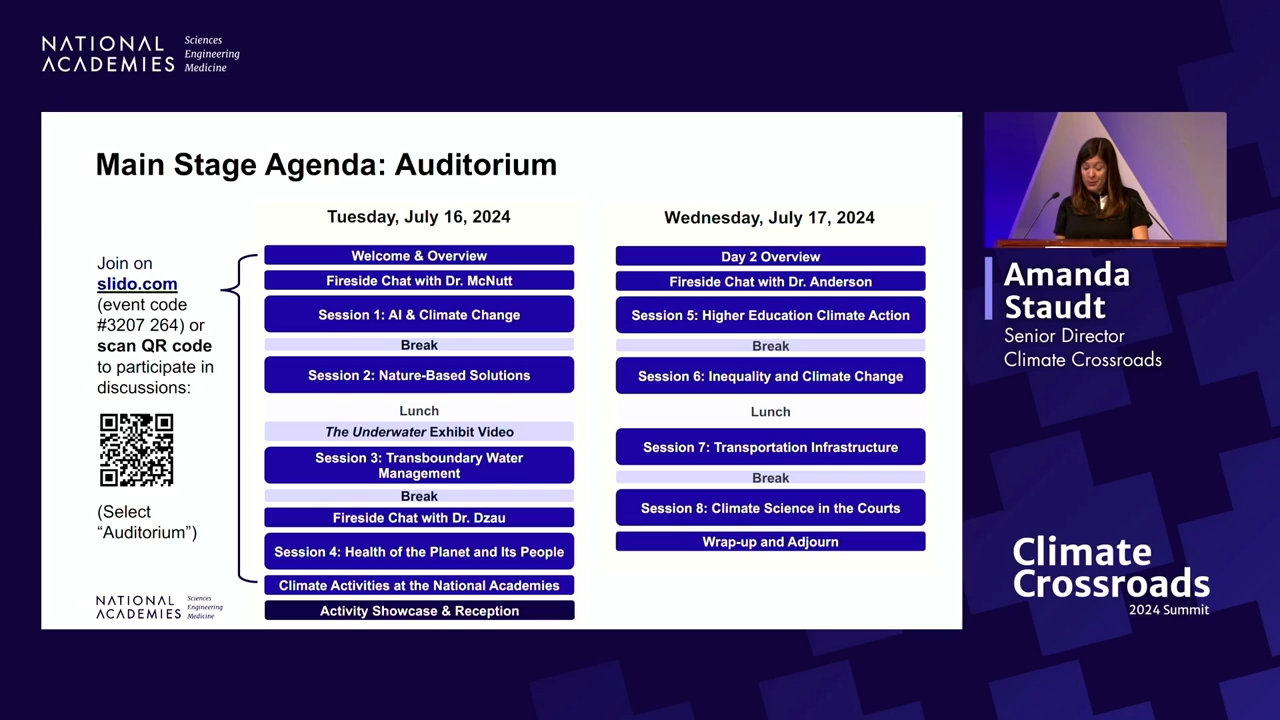 NATIONAL
ACADEMIES
Sciences
Engineering
Medicine
Main Stage Agenda: Auditorium
Join on
slido.com
(event code
#3207 264) or
scan QR code
to participate in
discussions:
(Select
“Auditorium”)
Tuesday, July 16, 2024
Welcome & Overview
Fireside Chat with Dr. McNutt
Session 1: AI & Climate Change
Break
Session 2: Nature-Based Solutions
Lunch
The Underwater Exhibit Video
Session 3: Transboundary Water
Management
Break
Fireside Chat with Dr. Dzau
Session 4: Health of the Planet and Its People
Climate Activities at the National Academies
Activity Showcase & Reception
Wednesday, July 17, 2024
Day 2 Overview
Fireside Chat with Dr. Anderson
Session 5: Higher Education Climate Action
Break
Session 6: Inequality and Climate Change
Lunch
Session 7: Transportation Infrastructure
Break
Session 8: Climate Science in the Courts
Wrap-up and Adjourn
NATIONAL
ACADEMIES
Sciences
Engineering
Medicine
Amanda
Staudt
Senior Director
Climate Crossroads
Climate
Crossroads
2024 Summit